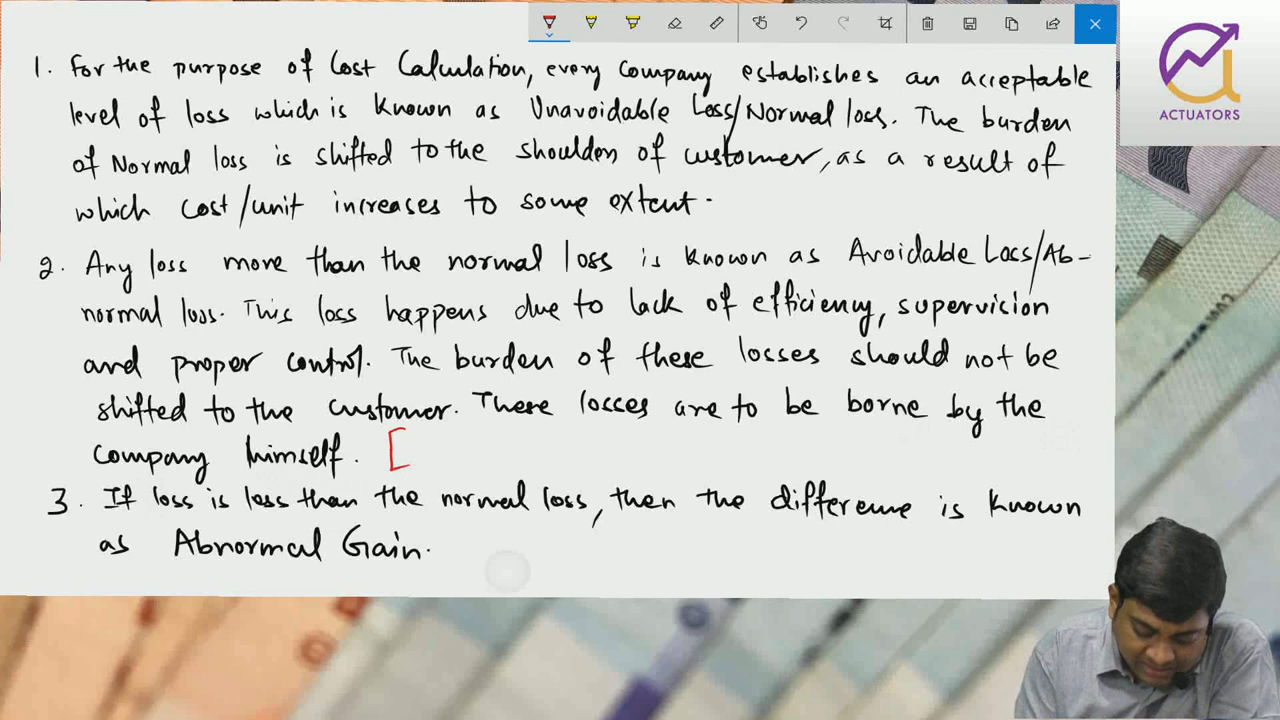 1. For the purpose of Cost Calculation, every Company establishes an acceptable
level of loss which is known as Unavoidable Loss/Normal loss. The burden
of Normal loss is shifted to the shoulder of customer, as a result of
which cost/unit increases to some extent.
2. Any loss more than the normal loss is known as Avoidable Loss/Ab-
normal loss. This loss happens due to lack of efficiency, supervision
and proper control. The burden of these losses should not be
shifted to the customer. These losses are to be borne by the
company himself. [
3. If loss is less than the normal loss, then the difference is known
as Abnormal Gain.
ACTUATORS